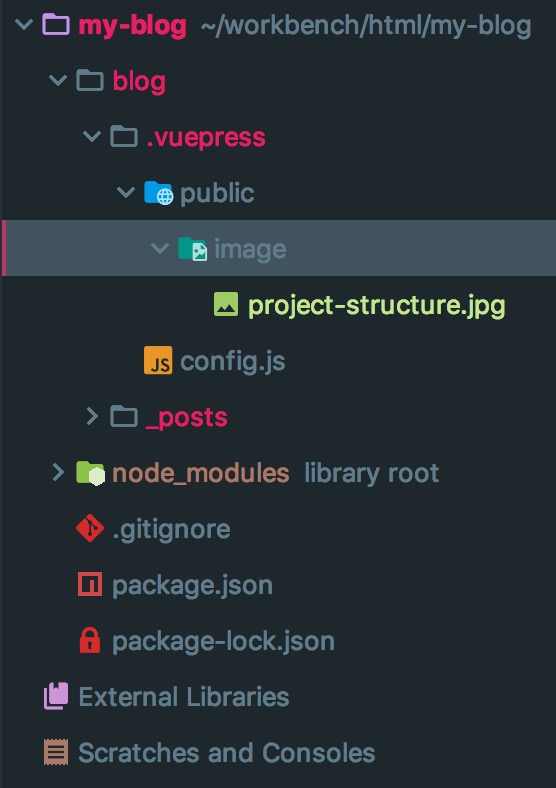 my-blog ~/workbench/html/my-blog
blog
.vuepress
public
image
project-structure.jpg
JS config.js
_posts
node_modules library root
.gitignore
package.json
package-lock.json
External Libraries
Scratches and Consoles